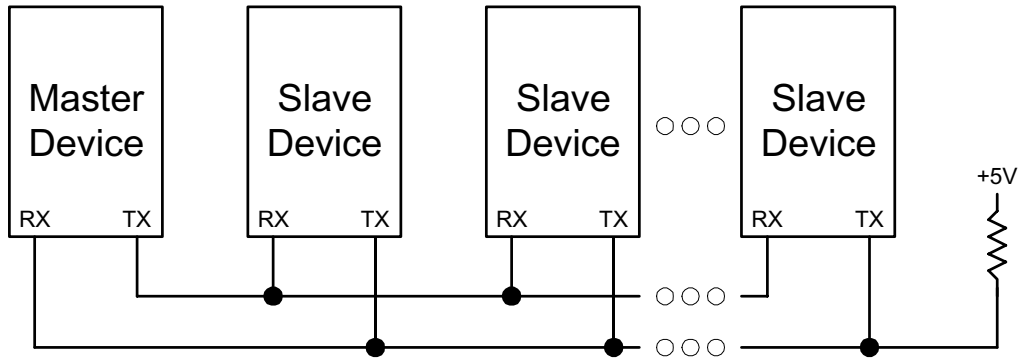 Master
Device
Slave
Device
Slave
Device
Slave
Device
+5V
RX TX
RX TX
RX TX
RX TX